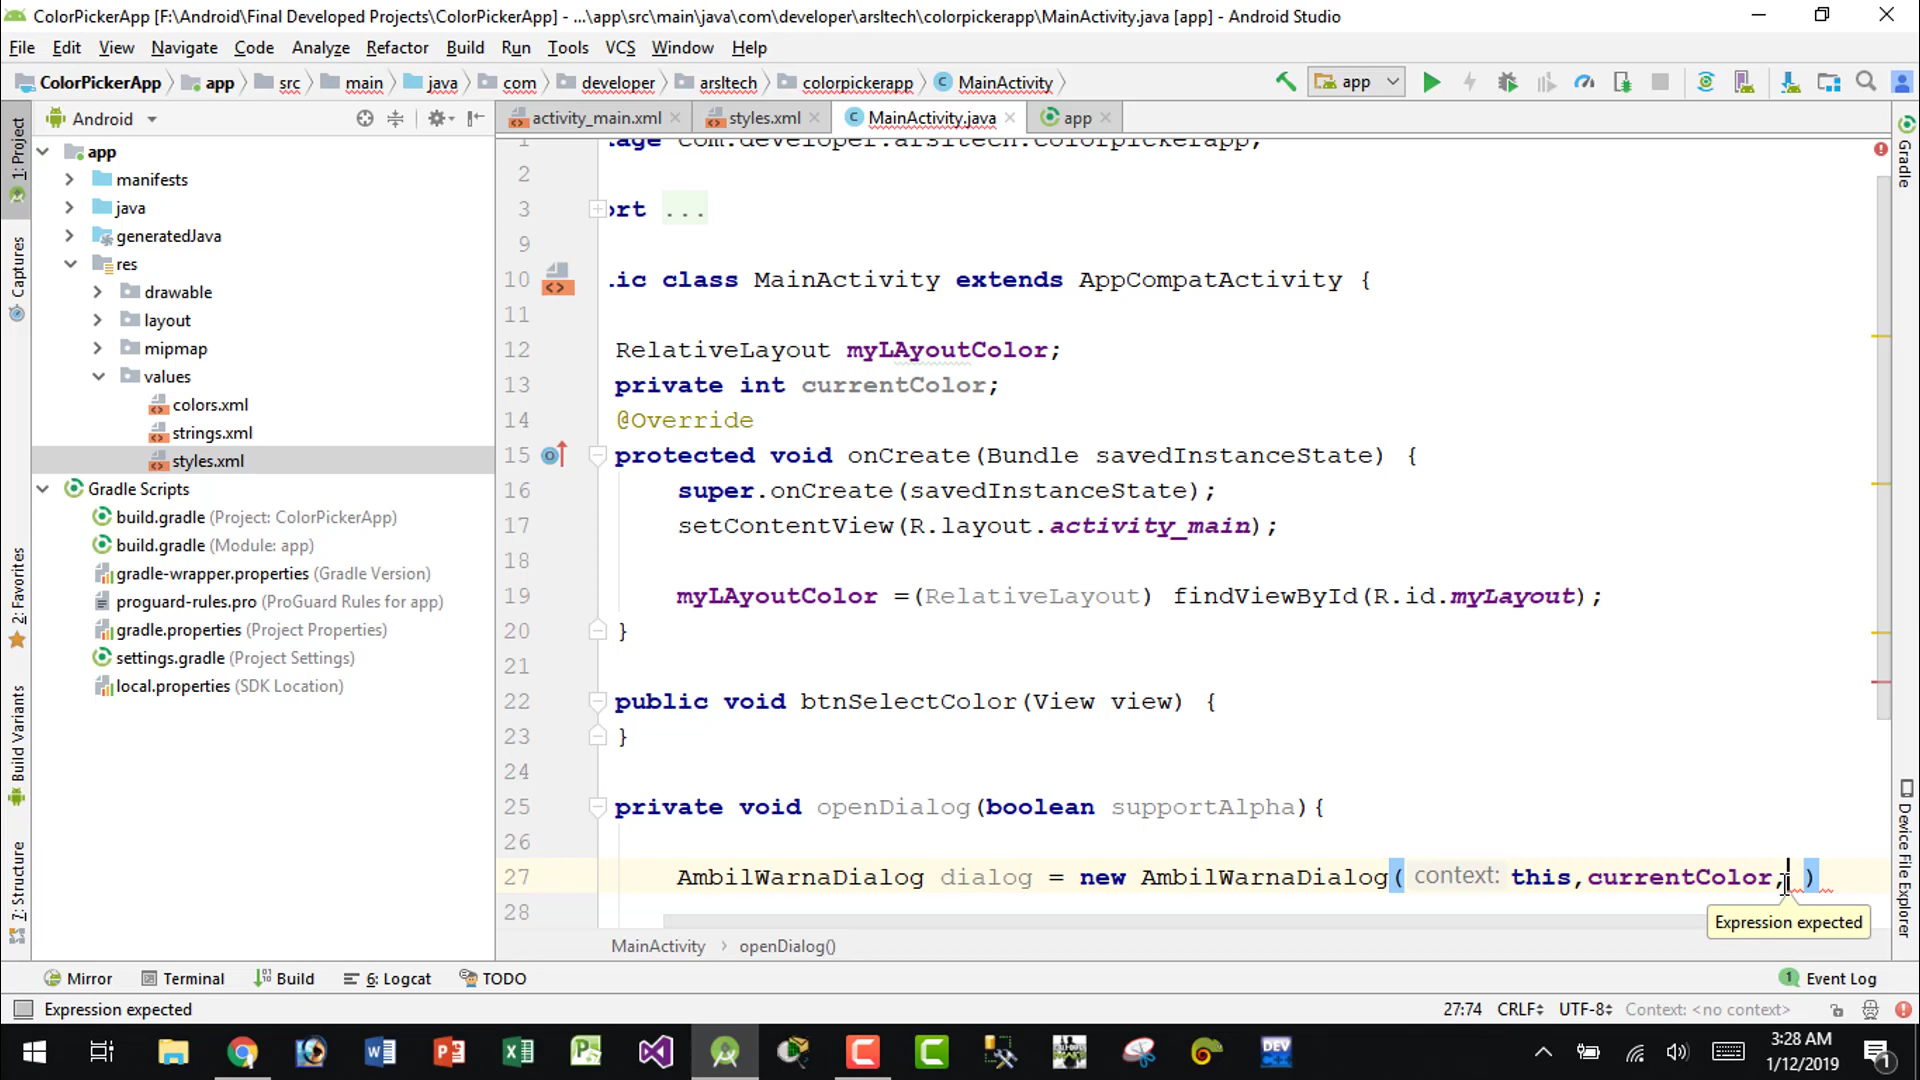 ColorPickerApp [F:\Android\Final Developed Projects\ColorPickerApp] - ...\app\src\main\java\com\developer\arsltech\colorpickerapp\MainActivity.java [app] - Android Studio
File Edit View Navigate Code Analyze Refactor Build Run Tools VCS Window Help
ColorPickerApp app src main java com developer arsltech colorpickerapp MainActivity app
Android activity_main.xml styles.xml MainActivity.java app
1: Project
Captures
2: Favorites
Build Variants
7: Structure
app
manifests
java
generatedJava
res
drawable
layout
mipmap
values
colors.xml
strings.xml
styles.xml
Gradle Scripts
build.gradle (Project: ColorPickerApp)
build.gradle (Module: app)
gradle-wrapper.properties (Gradle Version)
proguard-rules.pro (ProGuard Rules for app)
gradle.properties (Project Properties)
settings.gradle (Project Settings)
local.properties (SDK Location)
1 age com.developer.arsltech.colorpickerapp;
2
3 ort ...
9
10 ic class MainActivity extends AppCompatActivity {
11
12 RelativeLayout myLAyoutColor;
13 private int currentColor;
14 @Override
15 protected void onCreate(Bundle savedInstanceState) {
16 super.onCreate(savedInstanceState);
17 setContentView(R.layout.activity_main);
18
19 myLAyoutColor =(RelativeLayout) findViewById(R.id.myLayout);
20 }
21
22 public void btnSelectColor(View view) {
23 }
24
25 private void openDialog(boolean supportAlpha){
26
27 AmbilWarnaDialog dialog = new AmbilWarnaDialog( context: this,currentColor, )
28
Expression expected
MainActivity openDialog()
Gradle
Device File Explorer
Mirror Terminal Build 6: Logcat TODO 1 Event Log
Expression expected 27:74 CRLF UTF-8 Context: <no context>
3:28 AM
1/12/2019
1
DEV
C++